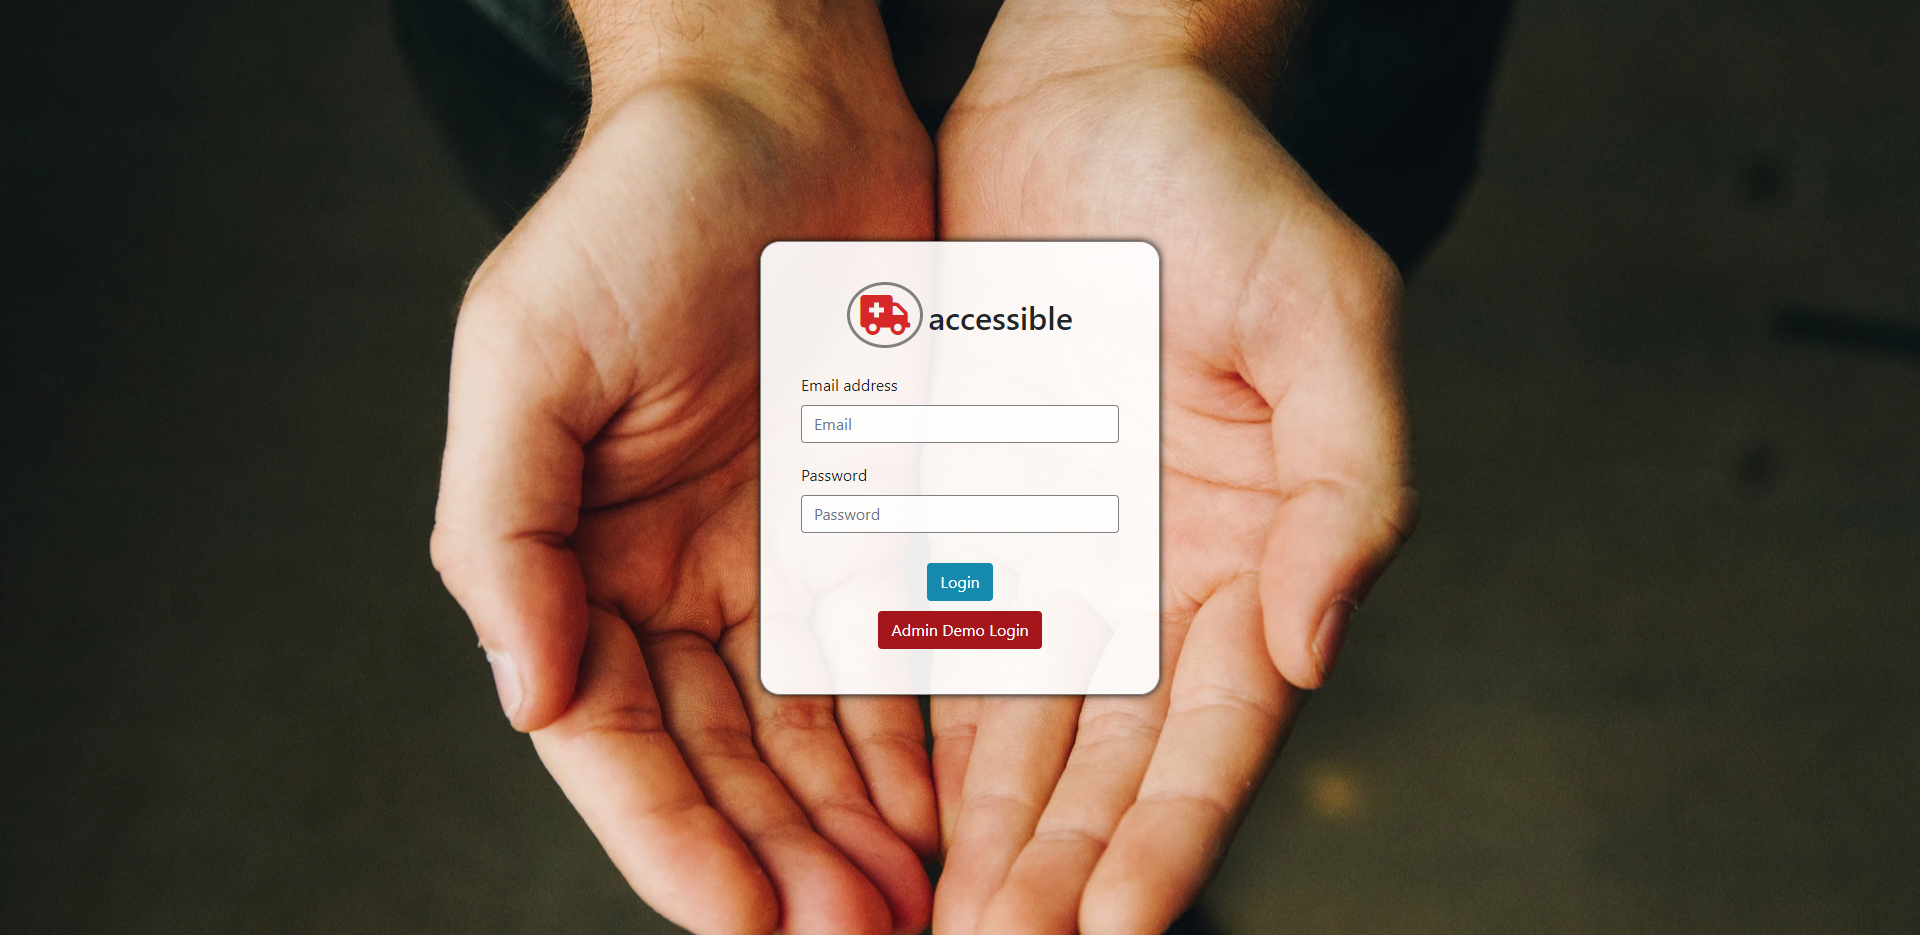 accessible
Email address
Email
Password
Password
Login
Admin Demo Login